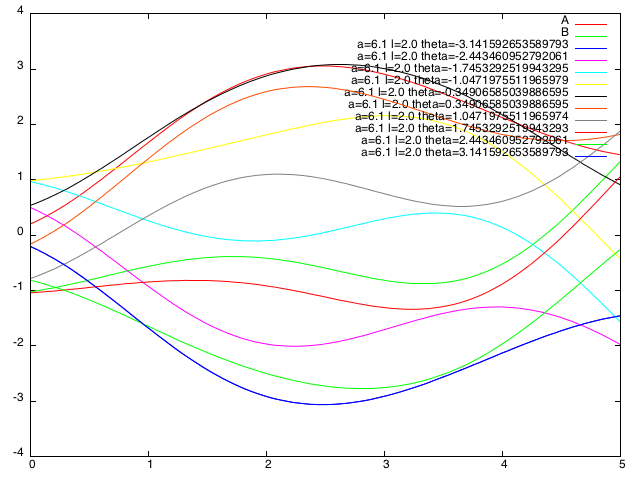 4
3
2
1
0
-1
-2
-3
-4
0
1
2
3
4
5
A
B
a=6.1 l=2.0 theta=-3.141592653589793
a=6.1 l=2.0 theta=-2.443460952792061
a=6.1 l=2.0 theta=-1.7453292519943295
a=6.1 l=2.0 theta=-1.0471975511965979
a=6.1 l=2.0 theta=-0.34906585039886595
a=6.1 l=2.0 theta=0.34906585039886595
a=6.1 l=2.0 theta=1.0471975511965974
a=6.1 l=2.0 theta=1.7453292519943293
a=6.1 l=2.0 theta=2.443460952792061
a=6.1 l=2.0 theta=3.141592653589793